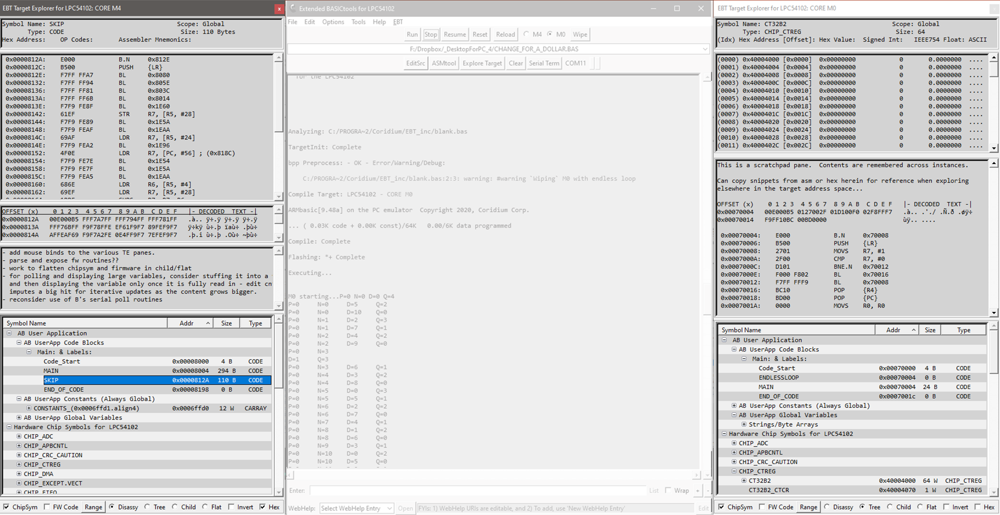 EBT Target Explorer for LPC54102: CORE M4
Symbol Name: SKIP Scope: Global
Type: CODE Size: 110 Bytes
Hex Address: OP Codes: Assembler Mnemonics:
0x0000812A: E000 B.N 0x812E
0x0000812C: B500 PUSH {LR}
0x0000812E: F7FF FFA7 BL 0x8080
0x00008132: F7FF FF94 BL 0x805E
0x00008136: F7FF FF81 BL 0x803C
0x0000813A: F7FF FF6B BL 0x8014
0x0000813E: F7F9 FE8F BL 0x1E60
0x00008142: 61EF STR R7, [R5, #28]
0x00008144: F7F9 FE89 BL 0x1E5A
0x00008148: F7F9 FEAF BL 0x1EAA
0x0000814C: 69AF LDR R7, [R5, #24]
0x0000814E: F7F9 FEA2 BL 0x1E96
0x00008152: 4F0E LDR R7, [PC, #56] ; (0x818C)
0x00008154: F7F9 FE7E BL 0x1E54
0x00008158: F7F9 FE7F BL 0x1E5A
0x0000815C: F7F9 FEA5 BL 0x1EAA
0x00008160: 686E LDR R6, [R5, #4]
0x00008162: 69EF LDR R7, [R5, #28]
OFFSET (x) 0 1 2 3 4 5 6 7 8 9 A B C D E F |- DECODED TEXT -|
0x0000812A 00E000B5 FFF7A7FF FFF794FF FFF781FF .à.. ÿ÷.ÿ ÿ÷.ÿ ÿ÷.ÿ
0x0000813A FFF76BFF F9F78FFE EF61F9F7 89FEF9F7 ÿ÷kÿ ù÷.þ ïaù÷ .þù÷
0x0000814A AFFEAF69 F9F7A2FE 0E4FF9F7 7EFEF9F7 .þ.i ù÷.þ .Où÷ ~þù÷
- add mouse binds to the various TE panes.
- parse and expose fw routines??
- work to flatten chipsym and firmware in child/flat
- for polling and displaying large variables, consider stuffing it into a
and then displaying the variable only once it is fully read in - edit cn
imputes a big hit for iterative updates as the content grows bigger.
- reconsider use of B's serial poll routines
Symbol Name Addr Size Type
AB User Application
AB UserApp Code Blocks
Main: & Labels:
Code_Start 0x00008000 4 B CODE
MAIN 0x00008004 294 B CODE
SKIP 0x0000812A 110 B CODE
END_OF_CODE 0x00008198 0 B CODE
AB UserApp Constants (Always Global)
CONSTANTS_(0x0006ffd1.align4) 0x0006ffd0 12 W CARRAY
AB UserApp Global Variables
Hardware Chip Symbols for LPC54102
CHIP_ADC
CHIP_APBCNTL
CHIP_CRC_CAUTION
CHIP_CTREG
CHIP_DMA
CHIP_EXCEPT.VECT
CHIP_FIFO
ChipSym FW Code Range Disassy Tree Child Flat Invert Hex
Extended BASICtools for LPC54102
File Edit Options Tools Help EBT
Run Stop Resume Reset Reload M4 M0 Wipe
F:/Dropbox/_DesktopForPC_4/CHANGE_FOR_A_DOLLAR.BAS
EditSrc ASMtool Explore Target Clear Serial Term COM11
for the LPC54102
Analyzing: C:/PROGRA~2/Coridium/EBT_inc/blank.bas
TargetInit: Complete
bpp Preprocess: - OK - Error/Warning/Debug:
C:/PROGRA~2/Coridium/EBT_inc/blank.bas:2:3: warning: #warning `Wiping` M0 with endless loop
Compile Target: LPC54102 - CORE M0
ARMbasic[9.48a] on the PC emulator Copyright 2020, Coridium Corp.
... ( 0.03K code + 0.00K const)/64K 0.00/6K data programmed
Compile: Complete
Flashing: *+ Complete
Executing...
M0 starting...P=0 N=0 D=0 Q=4
P=0 N=0 D=5 Q=2
P=0 N=0 D=10 Q=0
P=0 N=1 D=2 Q=3
P=0 N=1 D=7 Q=1
P=0 N=2 D=4 Q=2
P=0 N=2 D=9 Q=0
P=0 N=3
D=1 Q=3
P=0 N=3 D=6 Q=1
P=0 N=4 D=3 Q=2
P=0 N=4 D=8 Q=0
P=0 N=5 D=0 Q=3
P=0 N=5 D=5 Q=1
P=0 N=6 D=2 Q=2
P=0 N=6 D=7 Q=0
P=0 N=7 D=4 Q=1
P=0 N=8 D=1 Q=2
P=0 N=8 D=6 Q=0
P=0 N=9 D=3 Q=1
P=0 N=10 D=0 Q=2
P=0 N=10 D=5 Q=0
Enter: List Wrap + -
WebHelp: Select WebHelp Entry Open FYIs: 1) WebHelp URIs are editable, and 2) To add, use 'New WebHelp Entry' Edit
EBT Target Explorer for LPC54102: CORE M0
Symbol Name: CT32B2 Scope: Global
Type: CHIP_CTREG Size: 64
(Idx) Hex Address [Offset]: Hex Value: Signed Int: IEEE754 Float: ASCII
(0000) 0x40004000 [0x0000] 0x00000000 0 0.0000000 ....
(0001) 0x40004004 [0x0004] 0x00000000 0 0.0000000 ....
(0002) 0x40004008 [0x0008] 0x00000000 0 0.0000000 ....
(0003) 0x4000400C [0x000C] 0x00000000 0 0.0000000 ....
(0004) 0x40004010 [0x0010] 0x00000000 0 0.0000000 ....
(0005) 0x40004014 [0x0014] 0x00000000 0 0.0000000 ....
(0006) 0x40004018 [0x0018] 0x00000000 0 0.0000000 ....
(0007) 0x4000401C [0x001C] 0x00000000 0 0.0000000 ....
(0008) 0x40004020 [0x0020] 0x00000000 0 0.0000000 ....
(0009) 0x40004024 [0x0024] 0x00000000 0 0.0000000 ....
(0010) 0x40004028 [0x0028] 0x00000000 0 0.0000000 ....
(0011) 0x4000402C [0x002C] 0x00000000 0 0.0000000 ....
This is a scratchpad pane. Contents are remembered across instances.
Can copy snippets from asm or hex herein for reference when exploring
elsewhere in the target address space...
OFFSET (x) 0 1 2 3 4 5 6 7 8 9 A B C D E F |- DECODED TEXT -|
0x00070004 00E000B5 0127002F 01D100F0 02F8FFF7 .à.. .'./ .Ñ.ð .øÿ÷
0x00070014 F9FF10BC 00BD0000 ùÿ.. ....
0x00070004: E000 B.N 0x70008
0x00070006: B500 PUSH {LR}
0x00070008: 2701 MOVS R7, #1
0x0007000A: 2F00 CMP R7, #0
0x0007000C: D101 BNE.N 0x70012
0x0007000E: F000 F802 BL 0x70016
0x00070012: F7FF FFF9 BL 0x70008
0x00070016: BC10 POP {R4}
0x00070018: BD00 POP {PC}
0x0007001A: 0000 MOVS R0, R0
Symbol Name Addr Size Type
AB User Application
AB UserApp Code Blocks
Main: & Labels:
Code_Start 0x00070000 4 B CODE
ENDLESSLOOP 0x00070004 0 B CODE
MAIN 0x00070004 24 B CODE
END_OF_CODE 0x0007001c 0 B CODE
AB UserApp Constants (Always Global)
AB UserApp Global Variables
Strings/Byte Arrays
Hardware Chip Symbols for LPC54102
CHIP_ADC
CHIP_APBCNTL
CHIP_CRC_CAUTION
CHIP_CTREG
CT32B2 0x40004000 64 W CHIP_CTREG
CT32B2_CTCR 0x40004070 1 W CHIP_CTREG
ChipSym FW Code Range Disassy Tree Child Flat Invert Hex